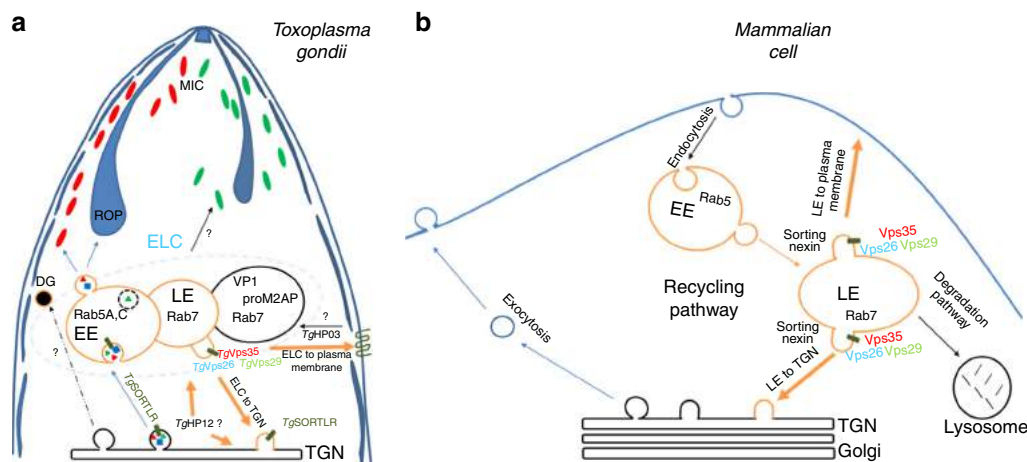 a
Toxoplasma
gondii
MIC
ROP
ELC
?
DG
VP1
proM2AP
Rab7
LE
Rab7
Rab5A,C
EE
?
TgHP03
?
TgVps35
TgVps26 TgVps29
ELC to plasma
membrane
TgSORTLR
ELC to TGN
TgHP12 ?
TgSORTLR
TGN
b
Mammalian
cell
Endocytosis
EE
Rab5
LE to plasma
membrane
Sorting
nexin
Vps35
Vps26 Vps29
Recycling
pathway
LE
Rab7
Degradation
pathway
Exocytosis
Sorting
nexin
Vps35
Vps26 Vps29
LE to TGN
Lysosome
TGN
Golgi